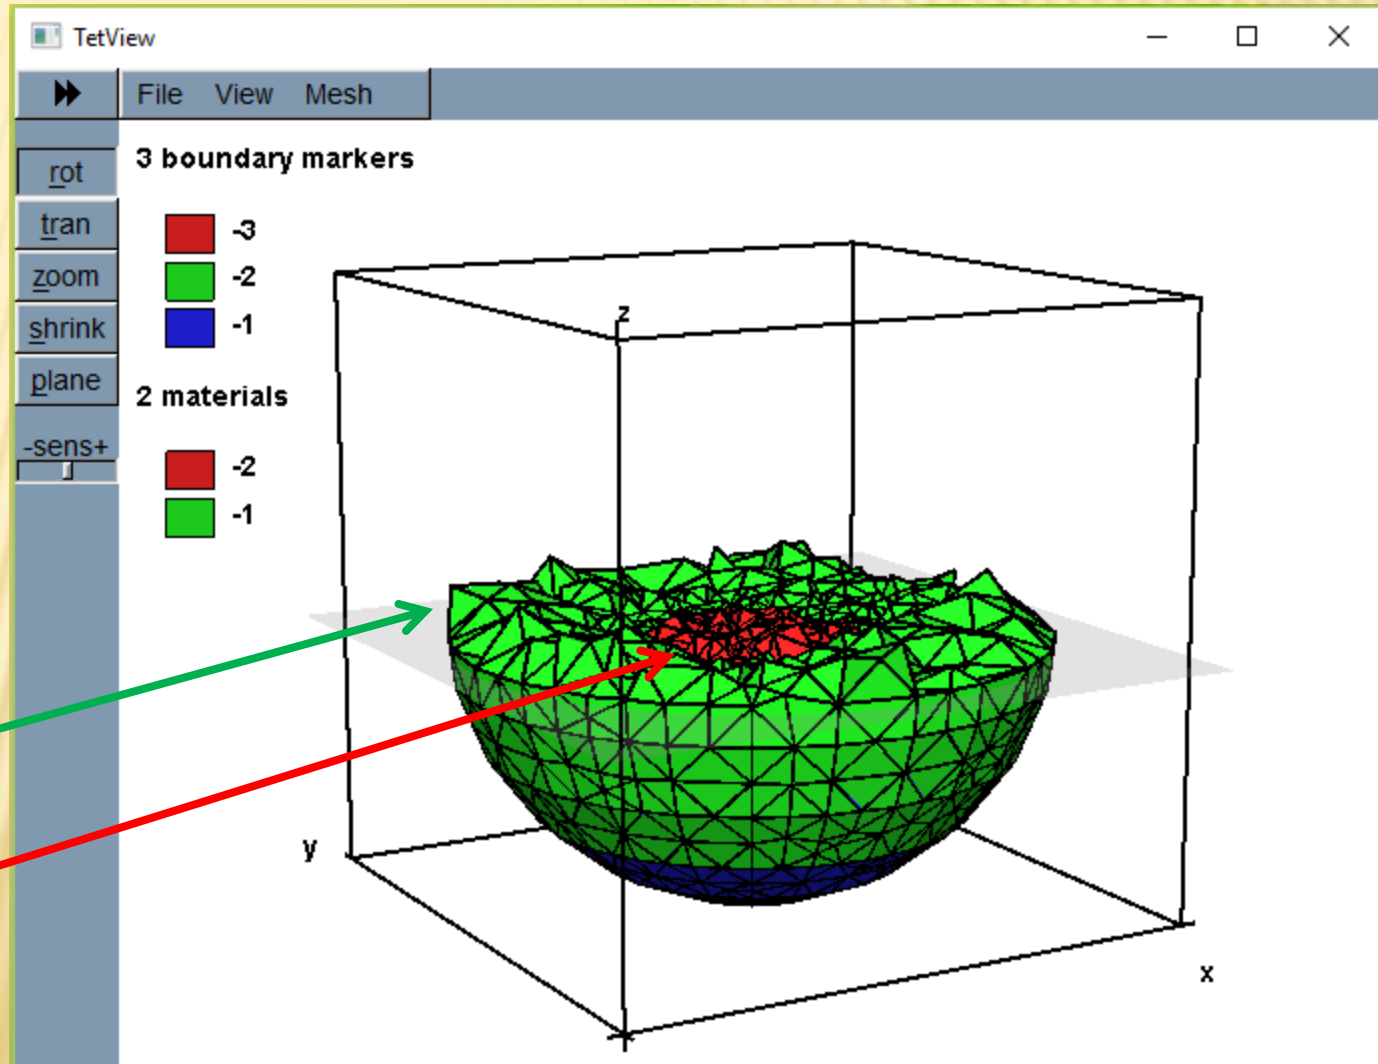 TetView
File View Mesh
rot
tran
zoom
shrink
plane
-sens+
3 boundary markers
-3
-2
-1
2 materials
-2
-1
z
y
x